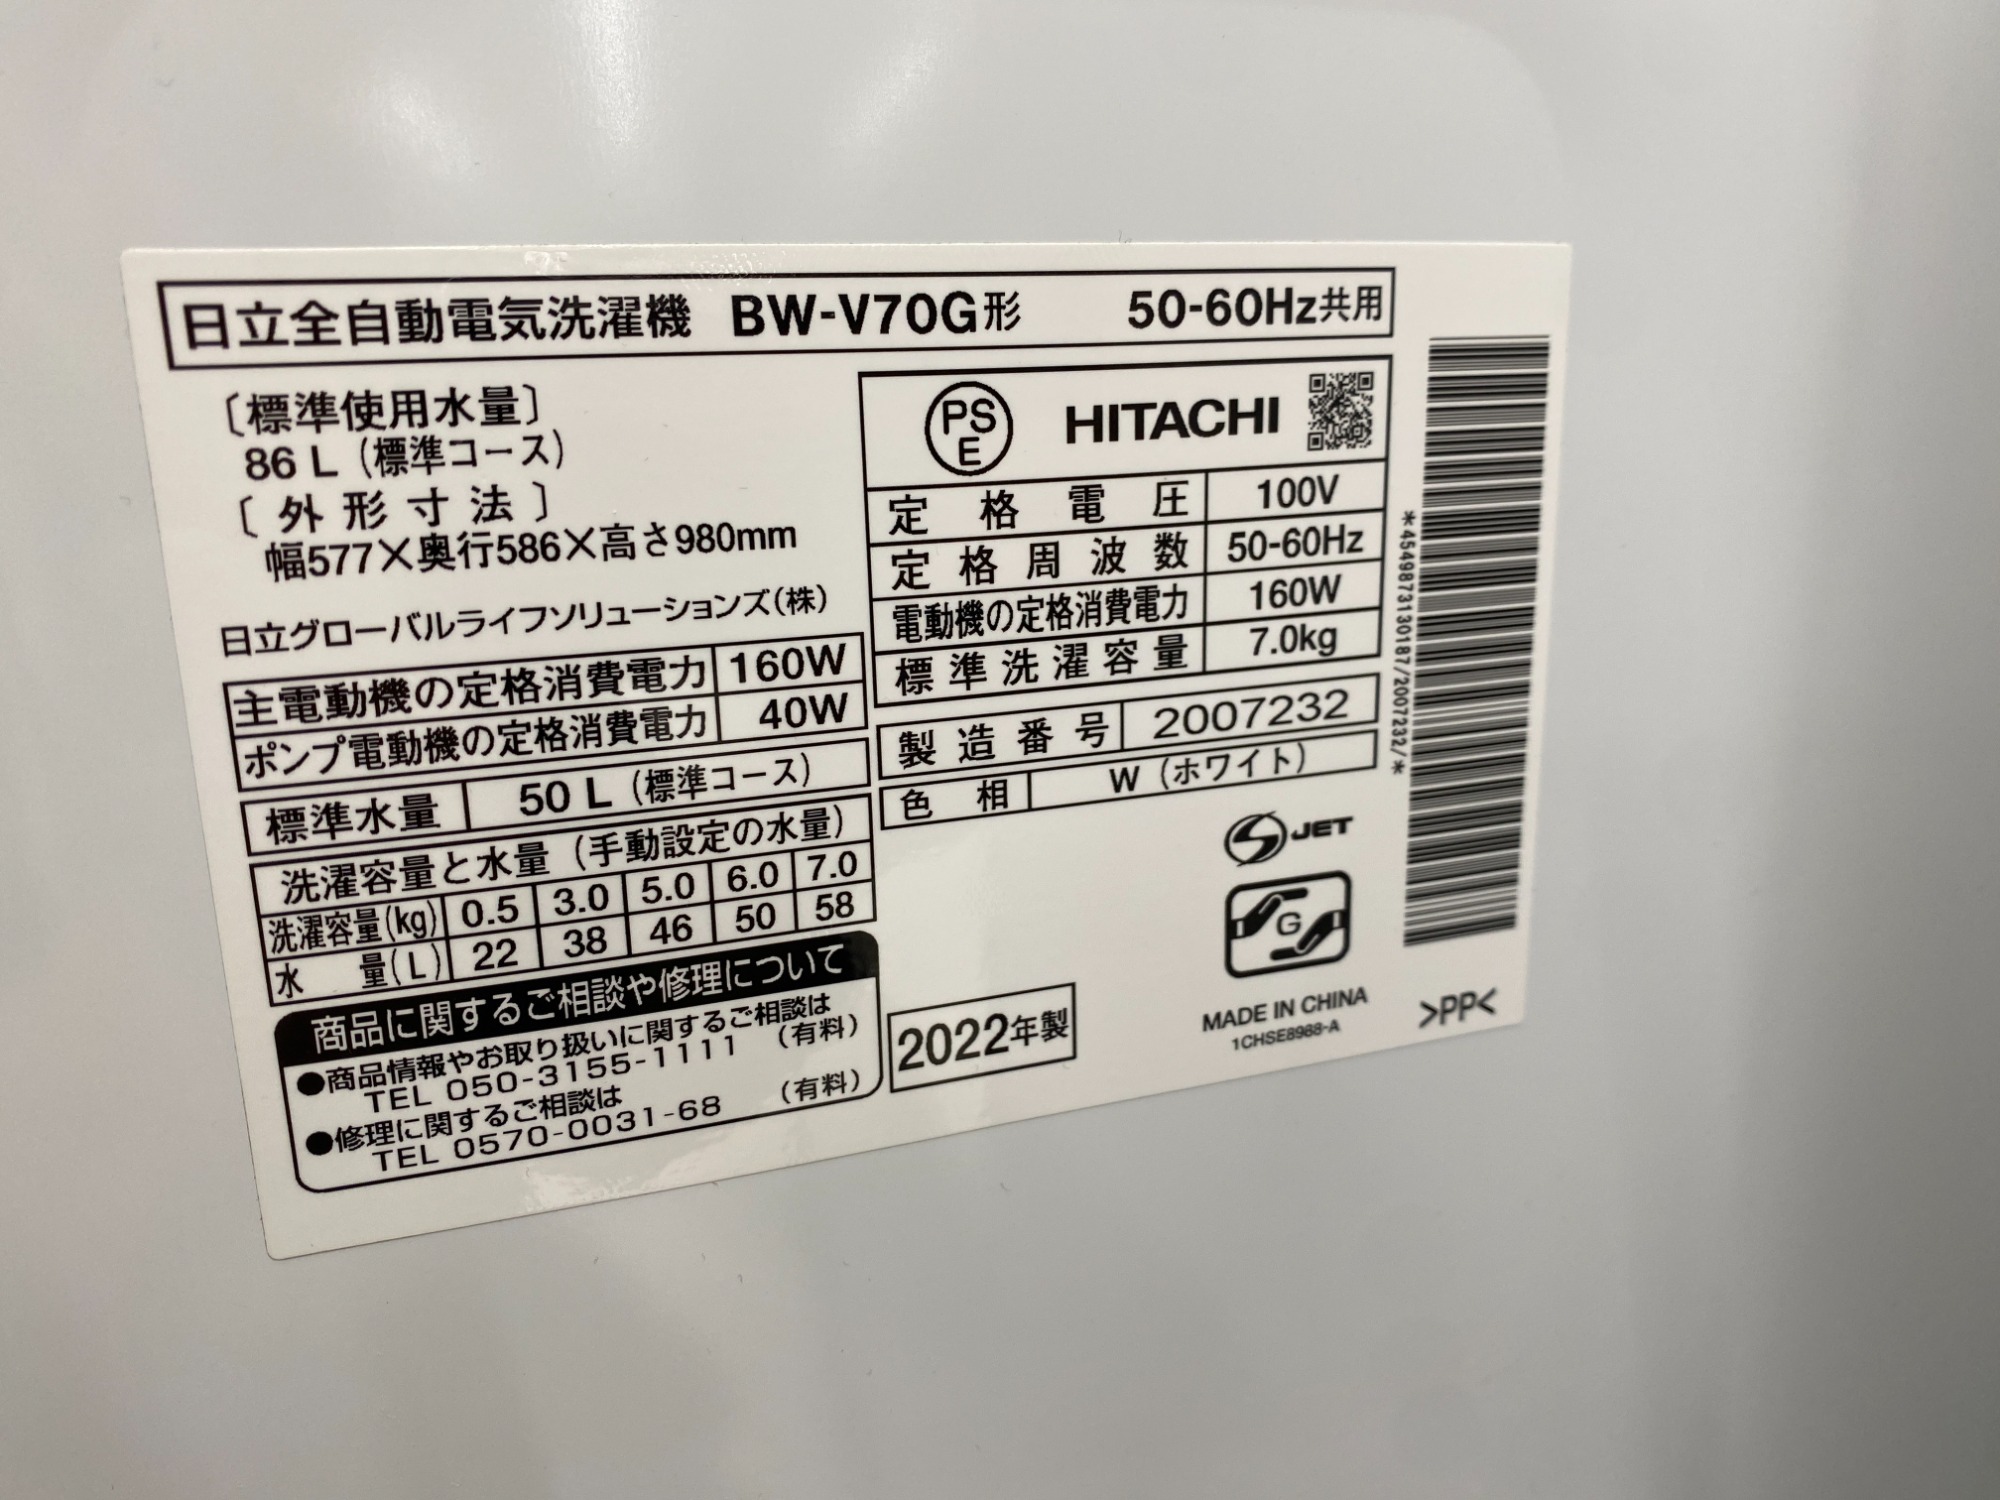 日立全自動電気洗濯機 BW-V70G形 50-60Hz共用
〔標準使用水量〕
86 L (標準コース)
〔外形寸法〕
幅577×奥行586×高さ980mm
日立グローバルライフソリューションズ(株)
主電動機の定格消費電力 160W
ポンプ電動機の定格消費電力 40W
標準水量 50 L (標準コース)
洗濯容量と水量 (手動設定の水量)
洗濯容量(kg) 0.5 3.0 5.0 6.0 7.0
水量(L) 22 38 46 50 58
商品に関するご相談や修理について
●商品情報やお取り扱いに関するご相談は
TEL 050-3155-1111 (有料)
●修理に関するご相談は
TEL 0570-0031-68 (有料)
PS
E
HITACHI
定格電圧 100V
定格周波数 50-60Hz
電動機の定格消費電力 160W
標準洗濯容量 7.0kg
製造番号 2007232
色相 W (ホワイト)
S JET
G
2022年製
MADE IN CHINA
1CHSE8988-A
>PP<
*4549873130187/2007232/*